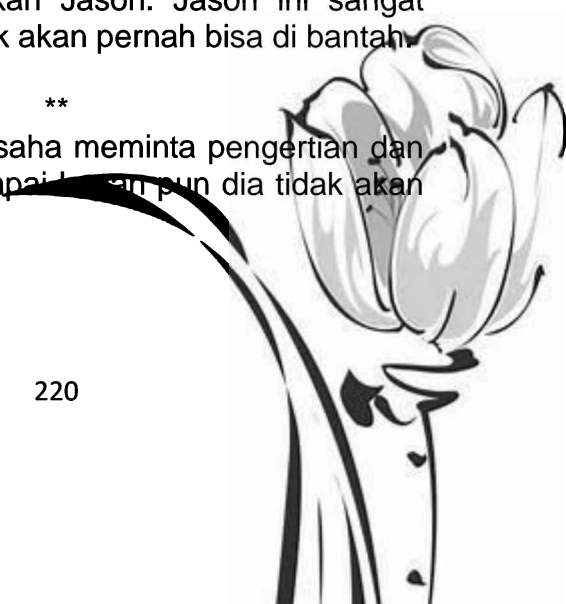 kan Jason. Jason ini sangat
k akan pernah bisa di bantah.
**
saha meminta pengertian dan
pai pun dia tidak akan
220